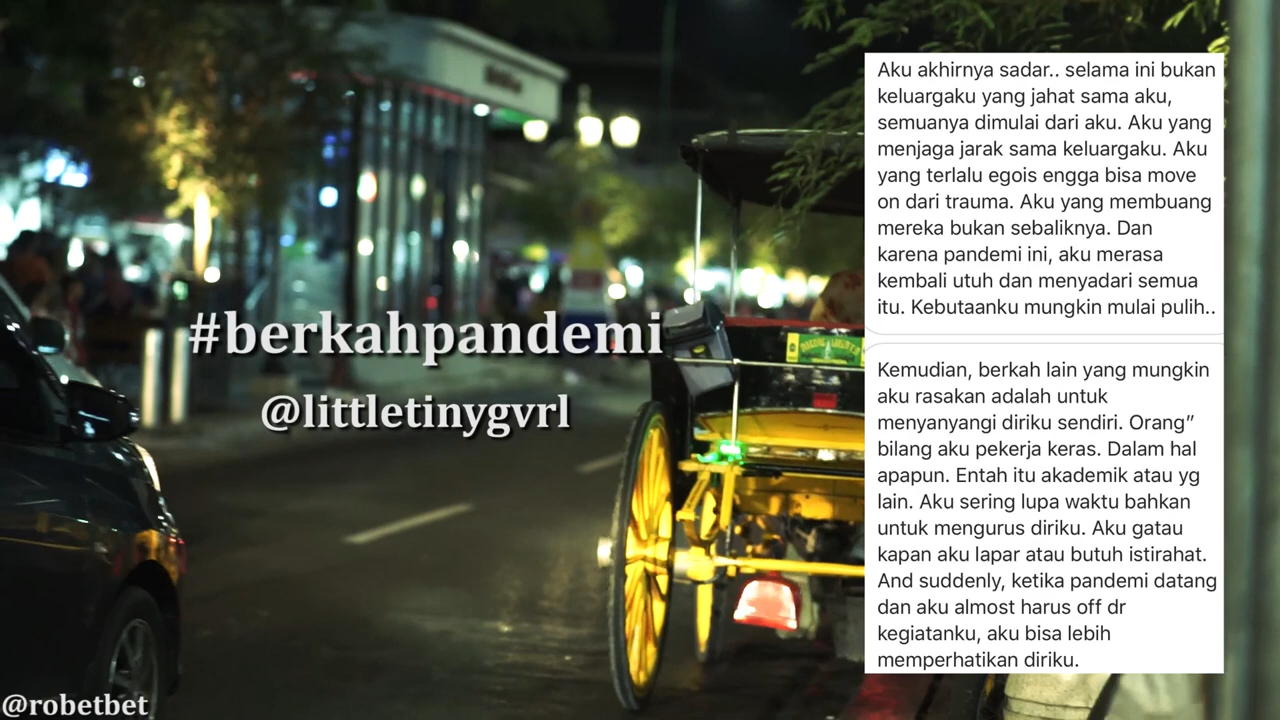 #berkahpandemi
@littletinygvrl
Aku akhirnya sadar.. selama ini bukan
keluargaku yang jahat sama aku,
semuanya dimulai dari aku. Aku yang
menjaga jarak sama keluargaku. Aku
yang terlalu egois engga bisa move
on dari trauma. Aku yang membuang
mereka bukan sebaliknya. Dan
karena pandemi ini, aku merasa
kembali utuh dan menyadari semua
itu. Kebutaanku mungkin mulai pulih..
Kemudian, berkah lain yang mungkin
aku rasakan adalah untuk
menyanyangi diriku sendiri. Orang”
bilang aku pekerja keras. Dalam hal
apapun. Entah itu akademik atau yg
lain. Aku sering lupa waktu bahkan
untuk mengurus diriku. Aku gatau
kapan aku lapar atau butuh istirahat.
And suddenly, ketika pandemi datang
dan aku almost harus off dr
kegiatanku, aku bisa lebih
memperhatikan diriku.
@robetbet